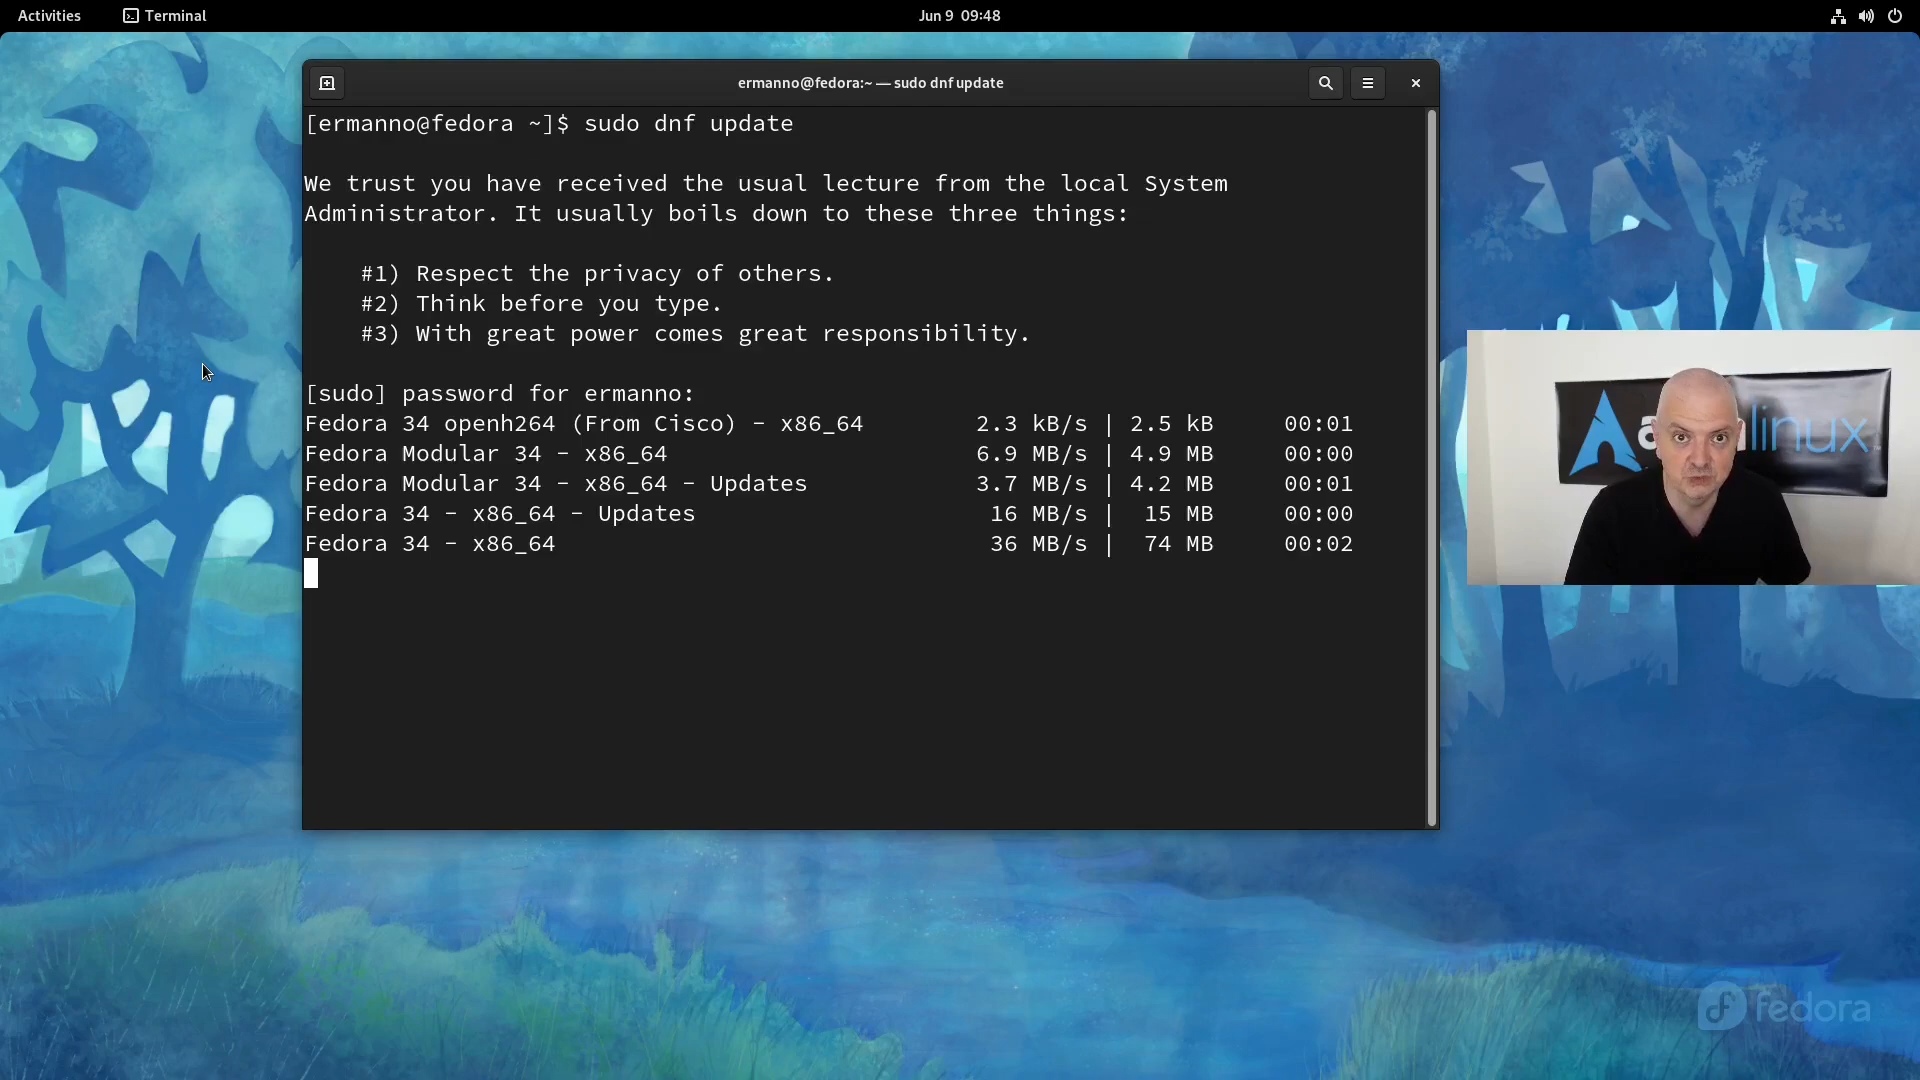 Activities Terminal Jun 9 09:48
ermanno@fedora:~ — sudo dnf update
[ermanno@fedora ~]$ sudo dnf update
We trust you have received the usual lecture from the local System
Administrator. It usually boils down to these three things:
#1) Respect the privacy of others.
#2) Think before you type.
#3) With great power comes great responsibility.
[sudo] password for ermanno:
Fedora 34 openh264 (From Cisco) - x86_64 2.3 kB/s | 2.5 kB 00:01
Fedora Modular 34 - x86_64 6.9 MB/s | 4.9 MB 00:00
Fedora Modular 34 - x86_64 - Updates 3.7 MB/s | 4.2 MB 00:01
Fedora 34 - x86_64 - Updates 16 MB/s | 15 MB 00:00
Fedora 34 - x86_64 36 MB/s | 74 MB 00:02
linux
fedora